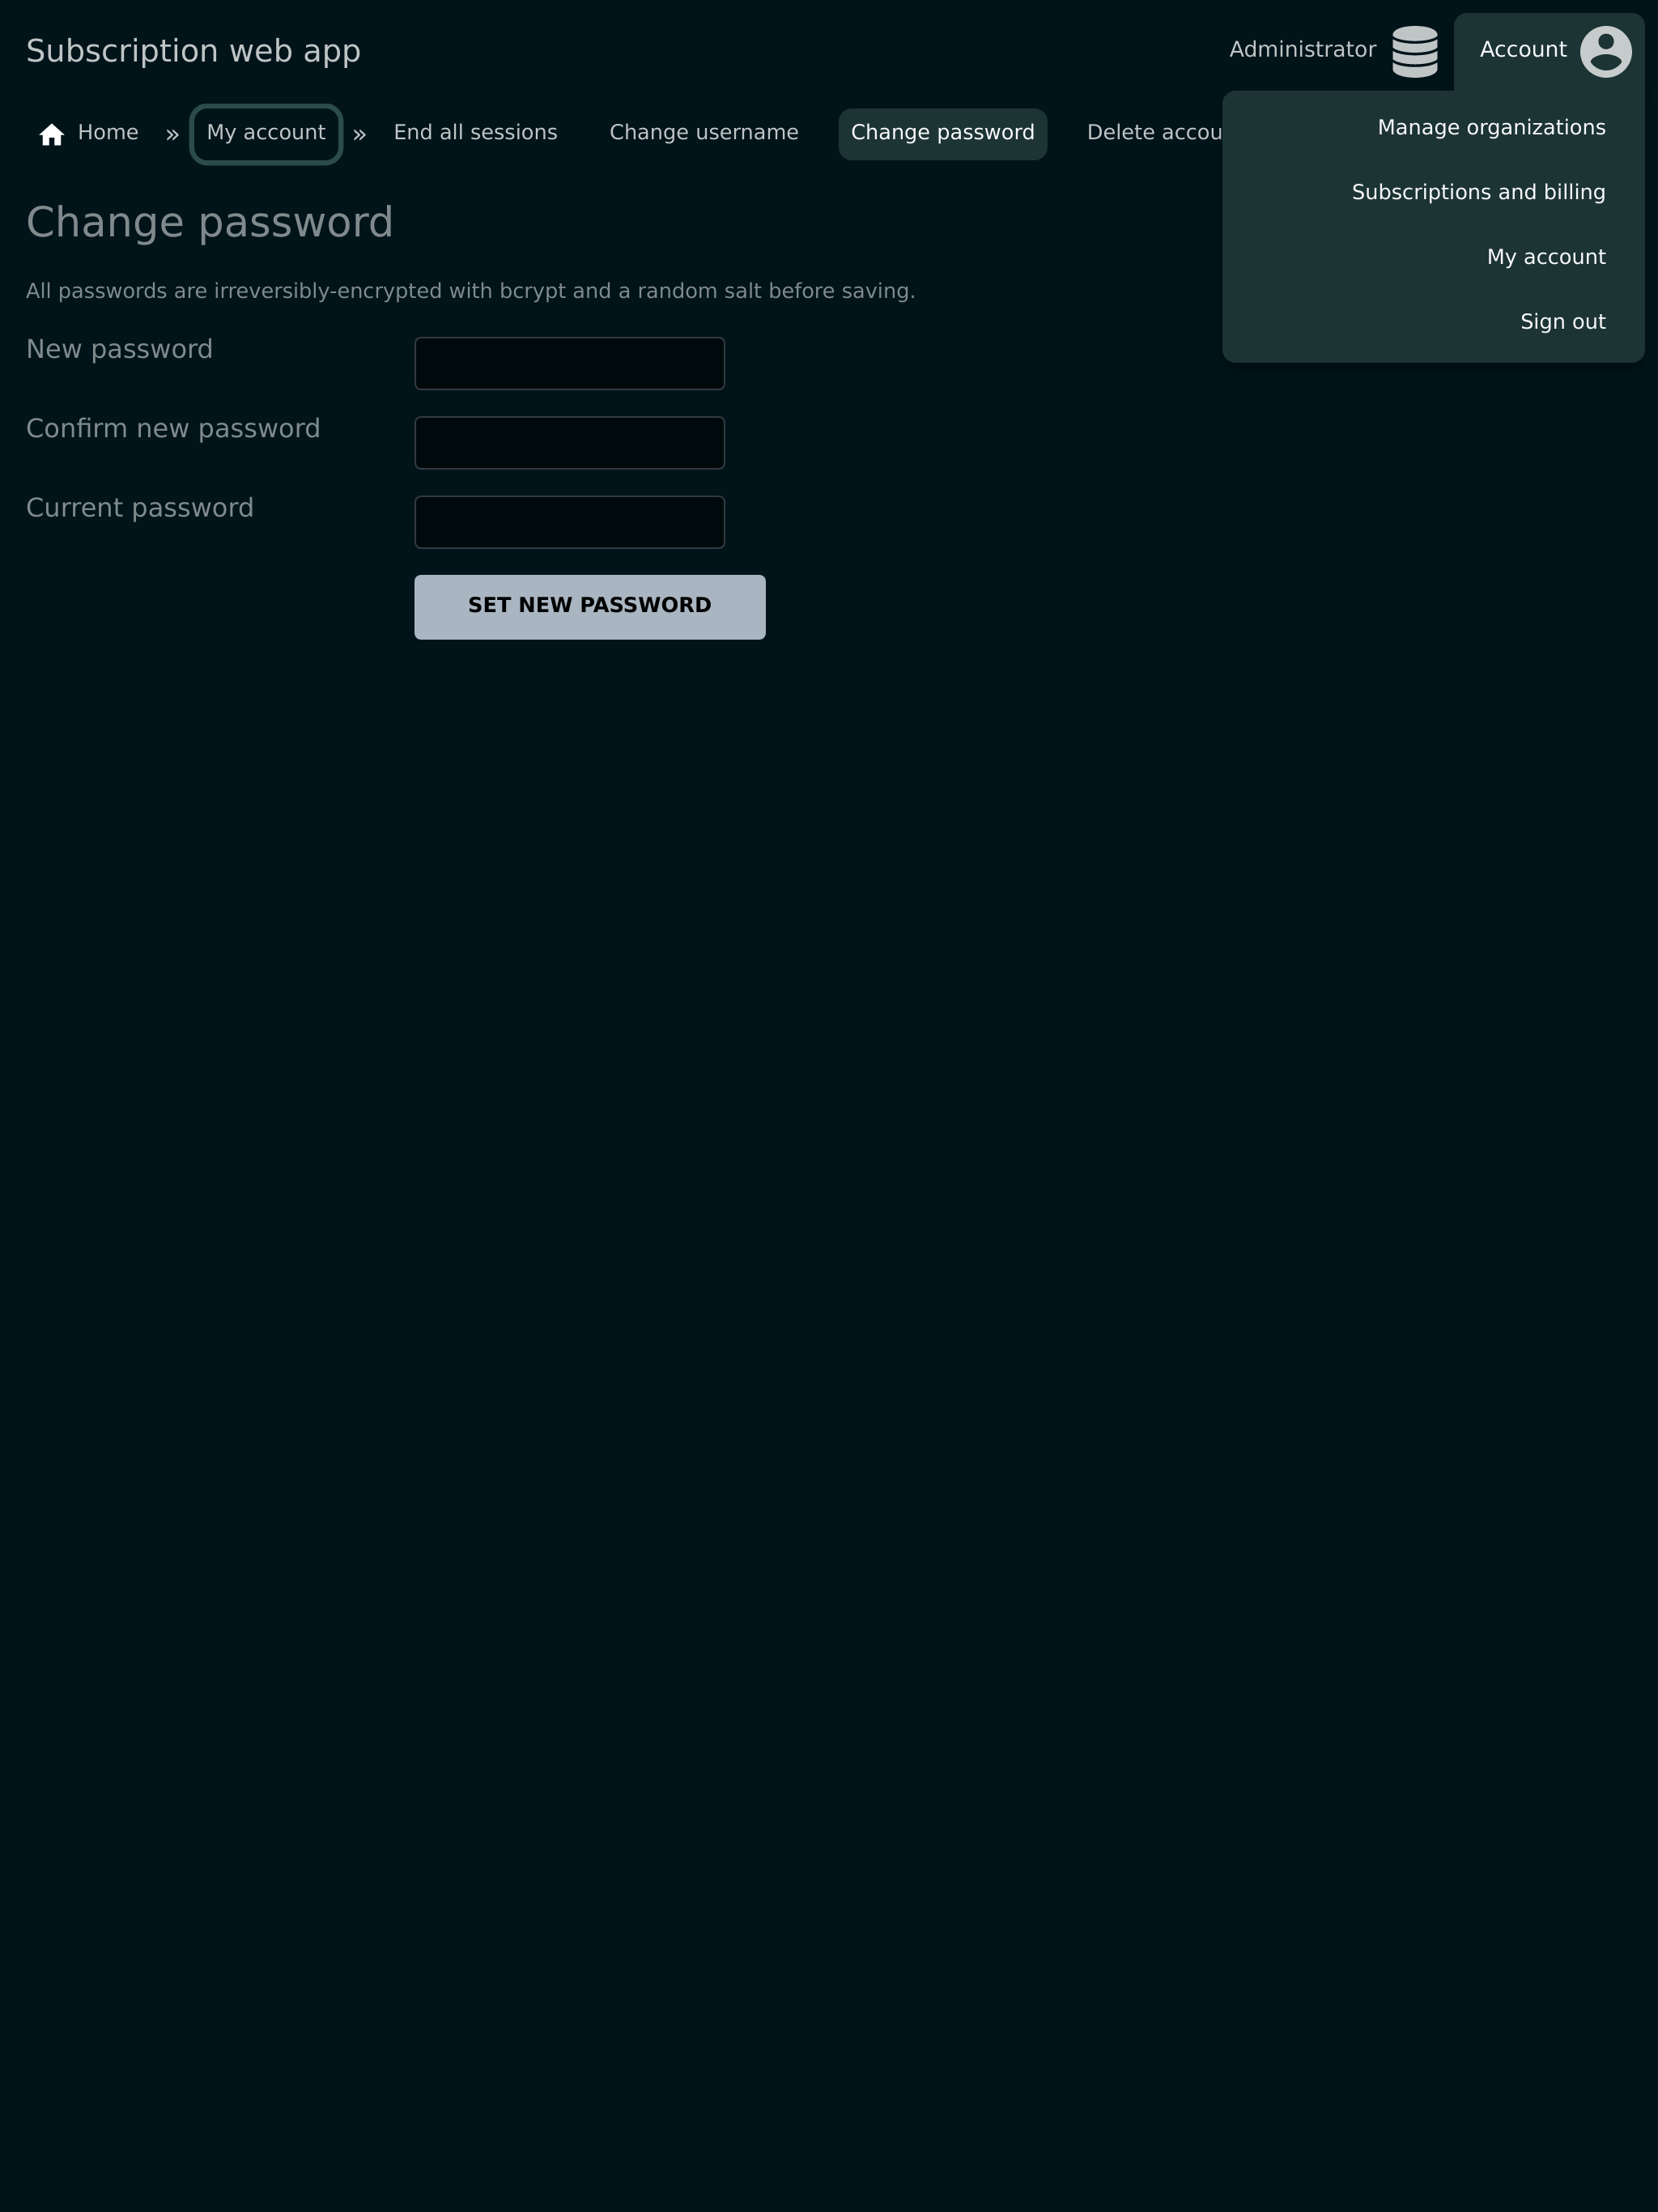 Subscription web app
Administrator
Account
Home » My account » End all sessions Change username Change password Delete accou
Manage organizations
Subscriptions and billing
My account
Sign out
Change password
All passwords are irreversibly-encrypted with bcrypt and a random salt before saving.
New password
Confirm new password
Current password
SET NEW PASSWORD